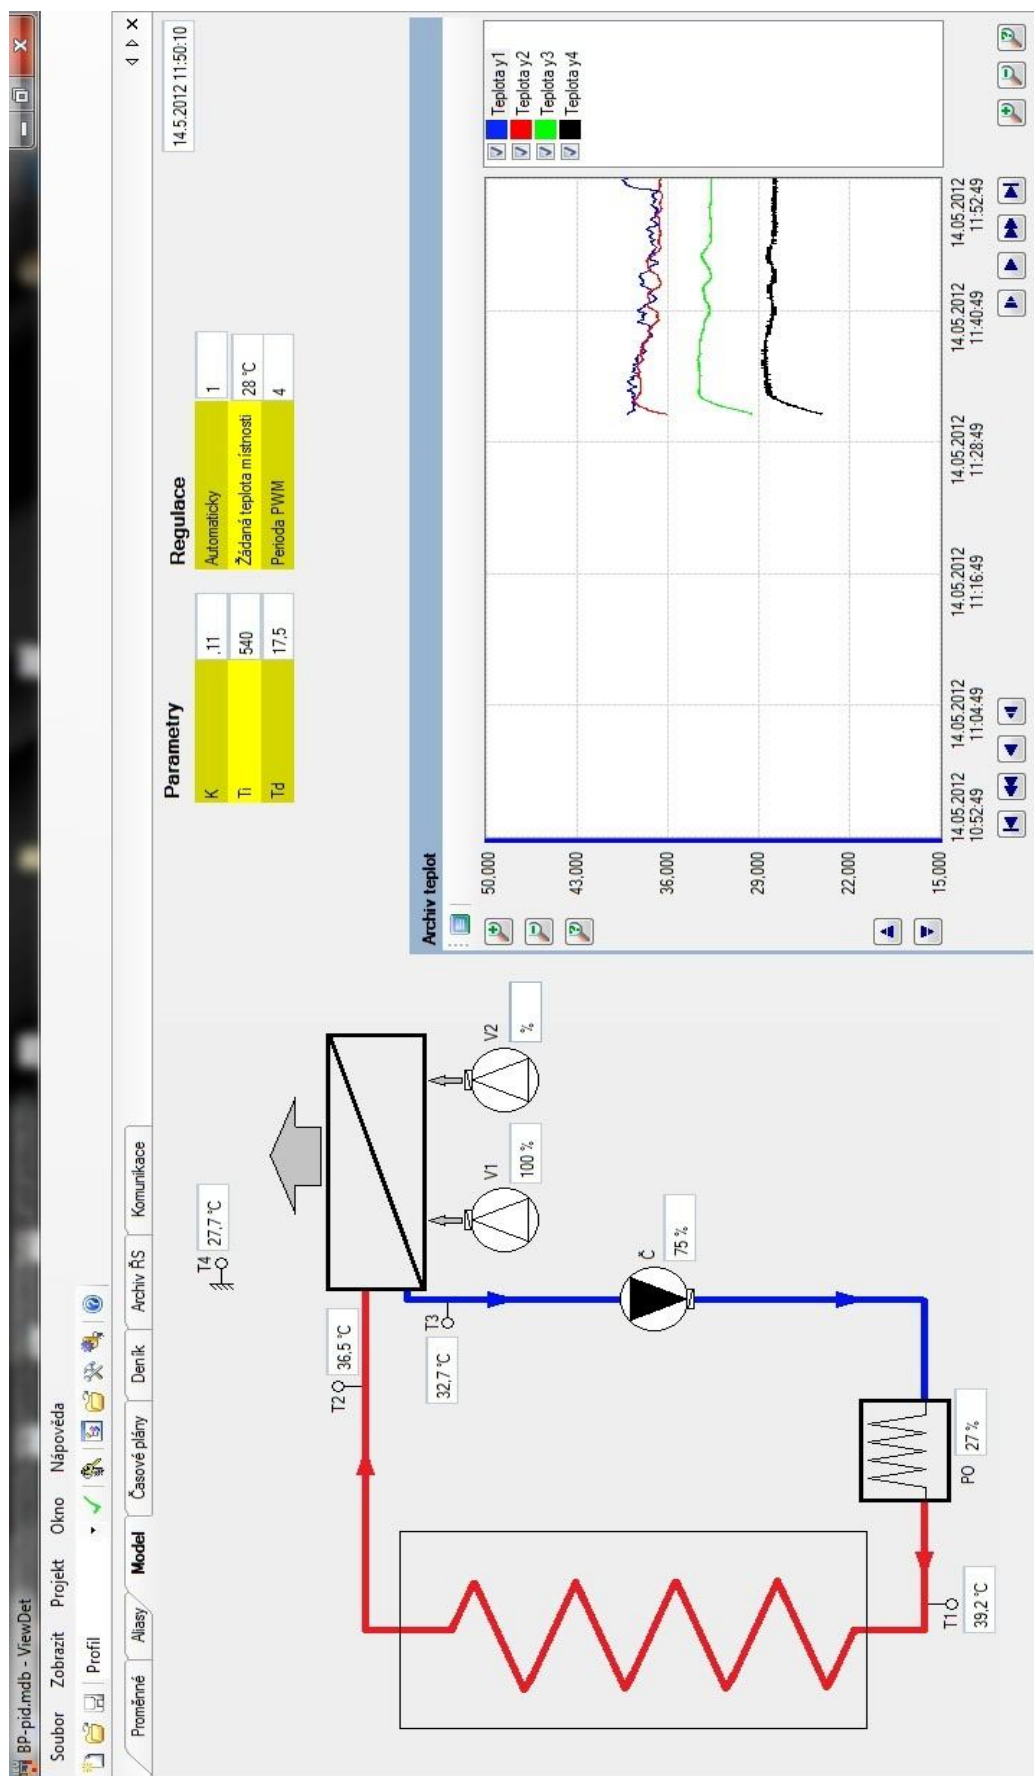 BP-pid.mdb - ViewDet
Soubor Zobrazit Projekt Okno Nápověda
Profil
Proměnné Aliasy Model Časové plány Deník Archiv ŘS Komunikace
14.5.2012 11:50:10
Parametry
K ,11
Ti 540
Td 17,5
Regulace
Automaticky 1
Žádaná teplota místnosti 28 °C
Perioda PWM 4
T4 27,7 °C
T2 36,5 °C
T3
32,7 °C
V1
100 %
V2
%
Č
75 %
PO 27 %
T1
39,2 °C
Archiv teplot
50,000
43,000
36,000
29,000
22,000
15,000
14.05.2012 14.05.2012 14.05.2012 14.05.2012 14.05.2012 14.05.2012
10:52:49 11:04:49 11:16:49 11:28:49 11:40:49 11:52:49
Teplota y1
Teplota y2
Teplota y3
Teplota y4